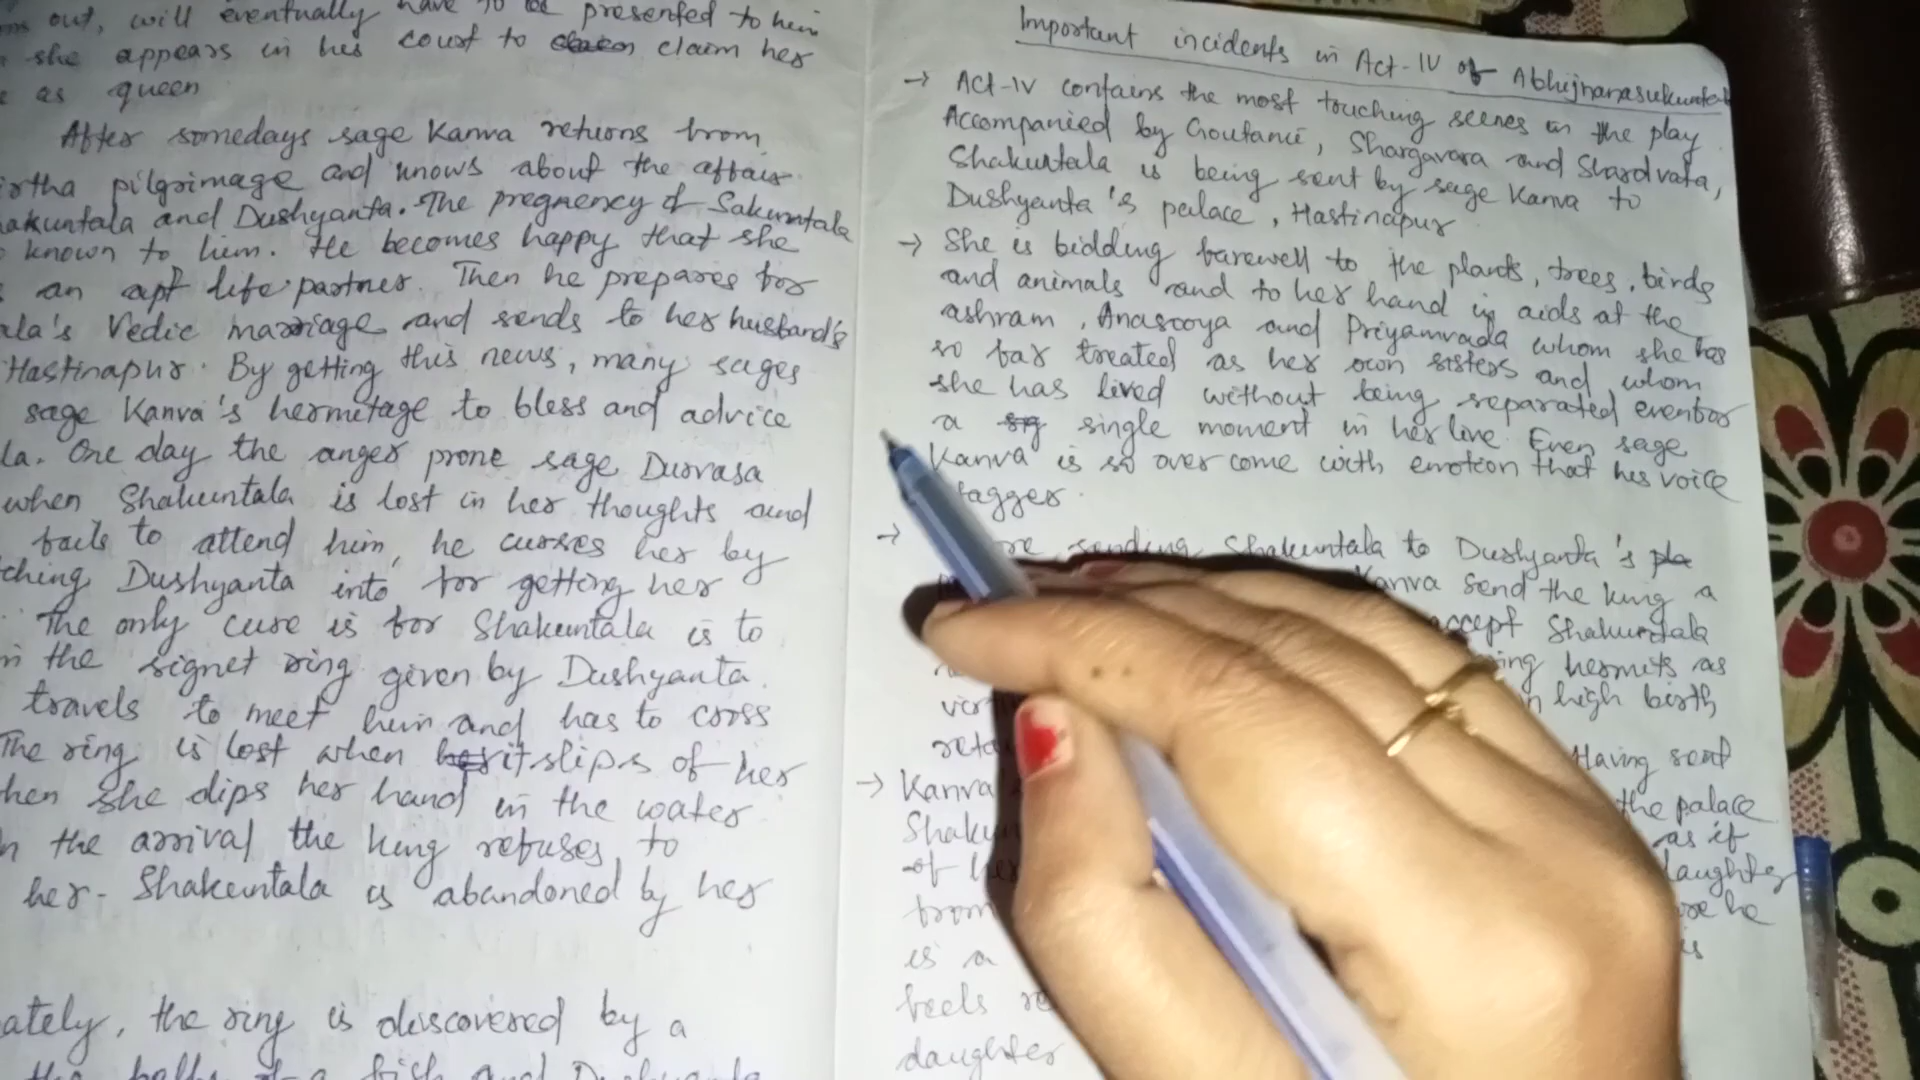 out, will eventually have to be presented to him
she appears in his court to claim her
as queen
After somedays sage Kanva returns from
pilgrimage and knows about the affair
and Dushyanta. The pregnency of Sakuntala
known to him. He becomes happy that she
an apt life partner. Then he prepares for
Vedic marriage and sends to her husband's
Hastinapur. By getting this news, many sages
sage Kanva's hermitage to bless and advice
la. One day the anger prone sage Durvasa
when Shakuntala is lost in her thoughts and
fails to attend him, he curses her by
Dushyanta into for getting her
The only cure is for Shakuntala is to
the signet ring given by Dushyanta.
travels to meet him and has to cross
The ring is lost when it slips of her
she dips her hand in the water
the arrival the king refuses to
her - Shakuntala is abandoned by her
ately, the ring is discovered by a
of a fish and Dushyanta
Important incidents in Act-IV of Abhijnanasukuntal
→ Act-IV contains the most touching scenes in the play
Accompanied by Goutami, Shargavara and Shardvata,
Shakuntala is being sent by sage Kanva to
Dushyanta's palace, Hastinapur
→ She is bidding farewell to the plants, trees, birds
and animals and to her hand in aids at the
ashram, Anasooya and Priyamvada whom she has
so far treated as her own sisters and whom
she has lived without being separated even for
a single moment in her live. Even sage
Kanva is so over come with emotion that his voice
stagger.
→ sending Shakuntala to Dushyanta's
Kanva send the king a
accept Shakuntala
hermits as
high birth
Having sent
→ Kanva the palace
as if
of her daughter
from he
is a is
feels
daughter